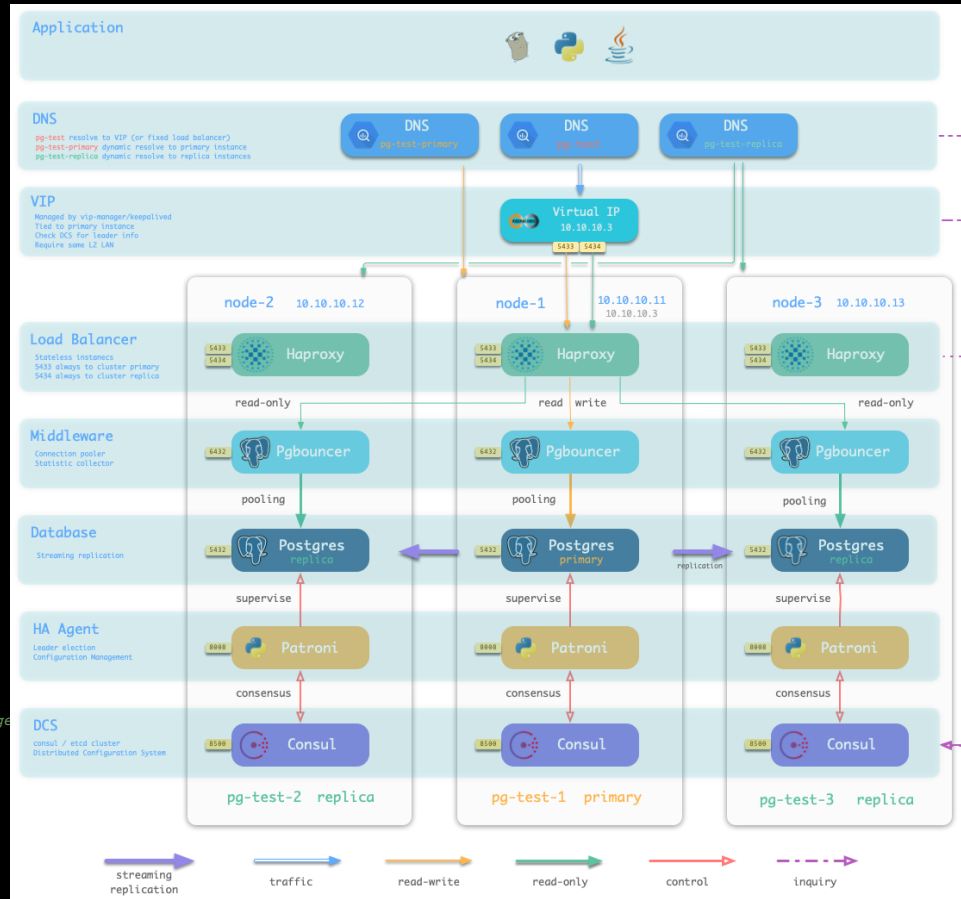 Application
DNS
pg-test resolve to VIP (or fixed load balancer)
pg-test-primary dynamic resolve to primary instance
pg-test-replica dynamic resolve to replica instances
DNS
pg-test-primary
DNS
pg-test
DNS
pg-test-replica
VIP
Managed by vip-manager/keepalived
Tied to primary instance
Check DCS for leader info
Require same L2 LAN
Virtual IP
10.10.10.3
5433 5434
node-2 10.10.10.12
node-1 10.10.10.11
10.10.10.3
node-3 10.10.10.13
Load Balancer
Stateless instanecs
5433 always to cluster primary
5434 always to cluster replica
5433
5434
Haproxy
5433
5434
Haproxy
5433
5434
Haproxy
read-only
read write
read-only
Middleware
Connection pooler
Statistic collector
6432 Pgbouncer
6432 Pgbouncer
6432 Pgbouncer
pooling
pooling
pooling
Database
Streaming replication
5432 Postgres
replica
5432 Postgres
primary
replication
5432 Postgres
replica
supervise
supervise
supervise
HA Agent
Leader election
Configuration Management
8008 Patroni
8008 Patroni
8008 Patroni
consensus
consensus
consensus
DCS
consul / etcd cluster
Distributed Configuration System
8500 Consul
8500 Consul
8500 Consul
pg-test-2 replica
pg-test-1 primary
pg-test-3 replica
streaming
replication
traffic
read-write
read-only
control
inquiry